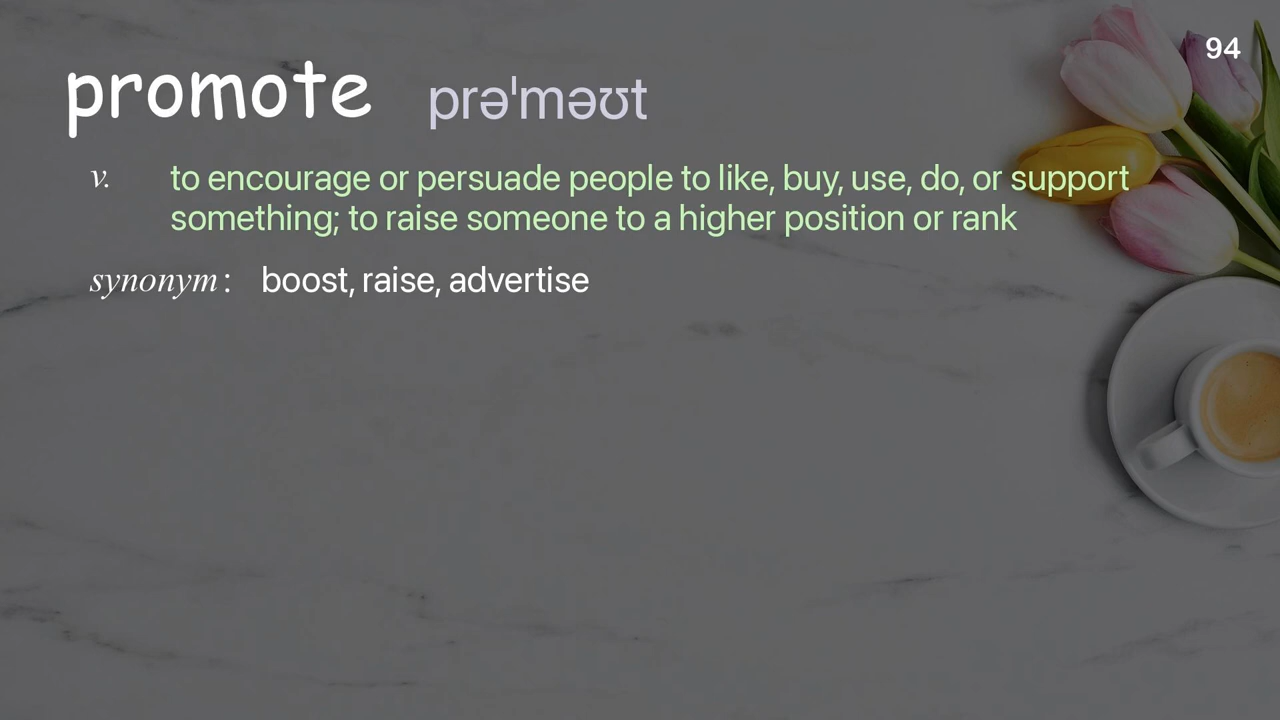 94
promote prəˈməʊt
v. to encourage or persuade people to like, buy, use, do, or support
something; to raise someone to a higher position or rank
synonym: boost, raise, advertise